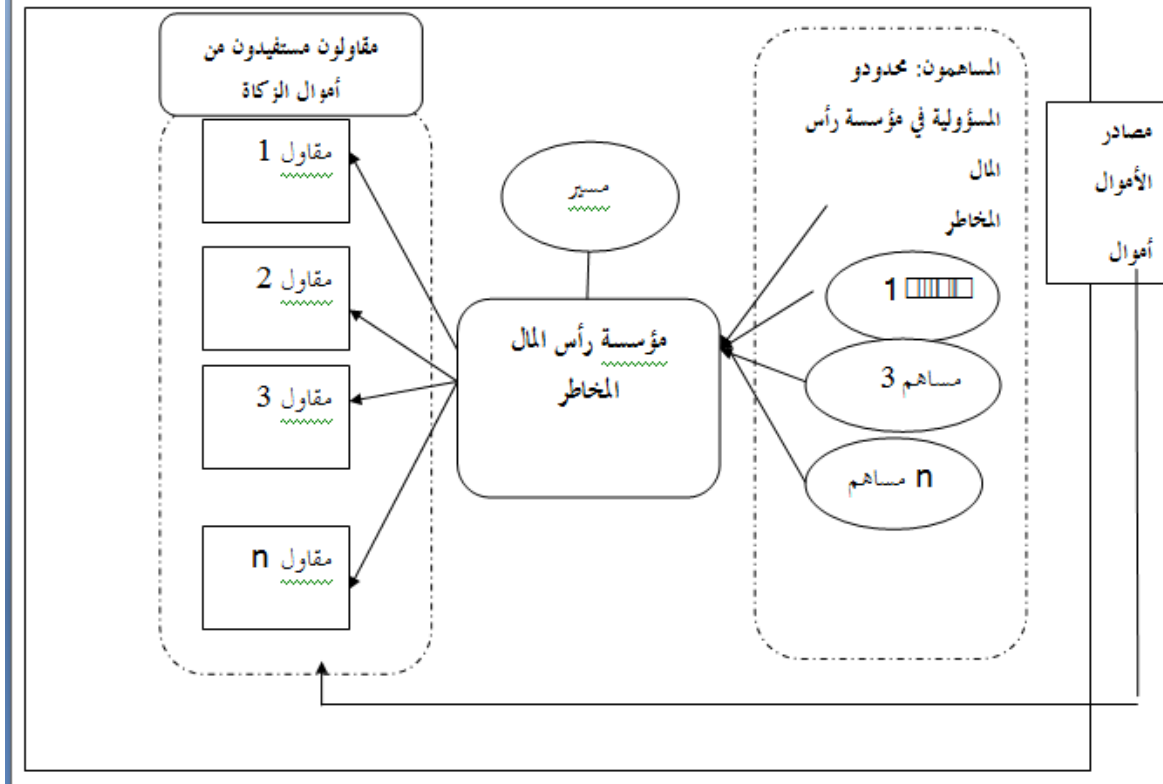 مصادر
الأموال
أموال
المساهمون: محدودو
المسؤولية في مؤسسة رأس
المال
المخاطر
1
مساهم 3
مساهم n
مسير
مؤسسة رأس المال
المخاطر
مقاولون مستفيدون من
أموال الزكاة
مقاول 1
مقاول 2
مقاول 3
مقاول n